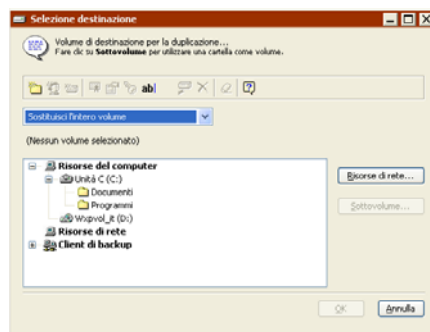 Selezione destinazione
Volume di destinazione per la duplicazione...
Fare clic su Sottovolume per utilizzare una cartella come volume.
abI
Sostituisci l'intero volume
(Nessun volume selezionato)
Risorse del computer
Unità C (C:)
Documenti
Programmi
Wxpvol_it (D:)
Risorse di rete
Client di backup
Risorse di rete...
Sottovolume...
OK
Annulla